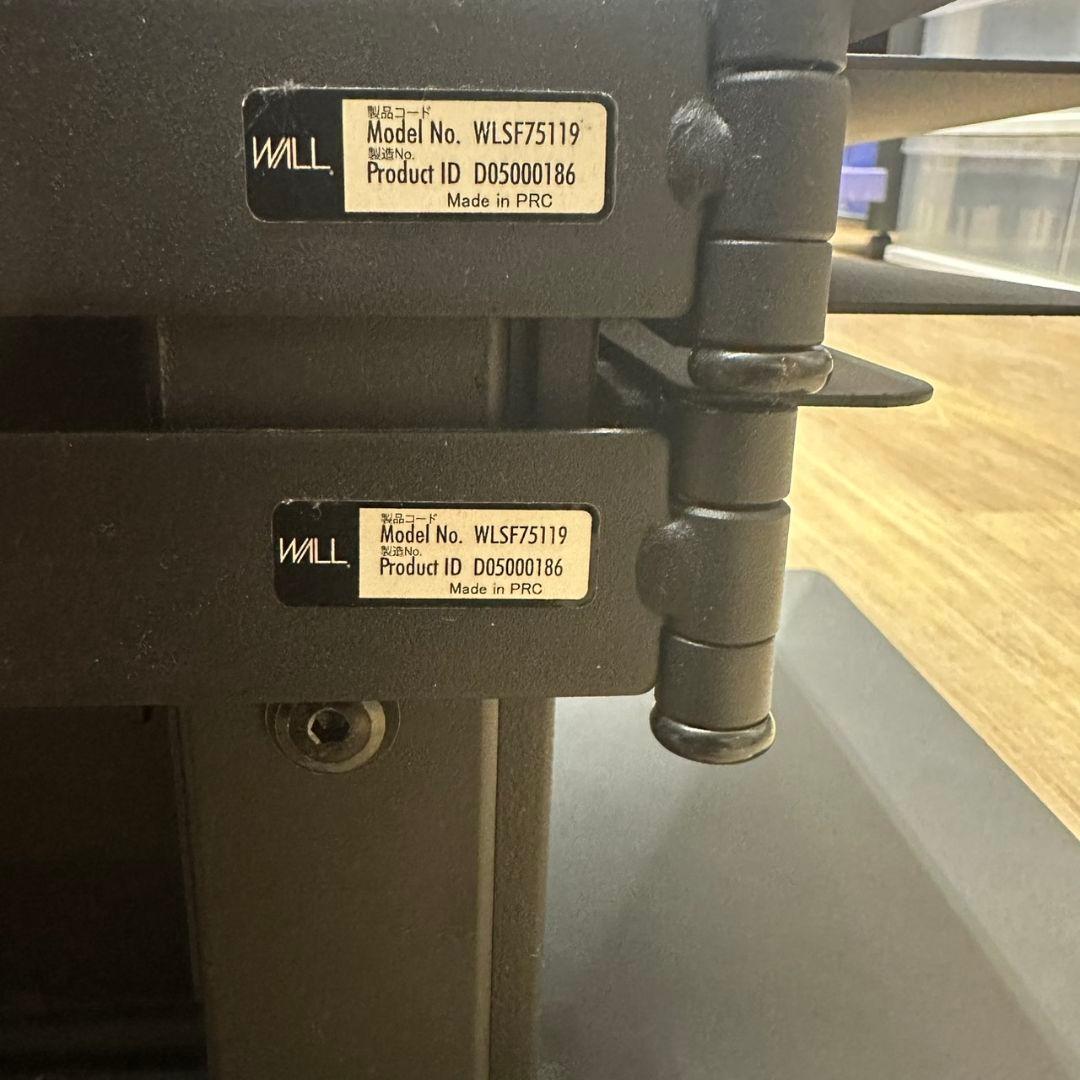 WALL
製品コード
Model No. WLSF75119
製造No.
Product ID D05000186
Made in PRC
WALL
製品コード
Model No. WLSF75119
製造No.
Product ID D05000186
Made in PRC